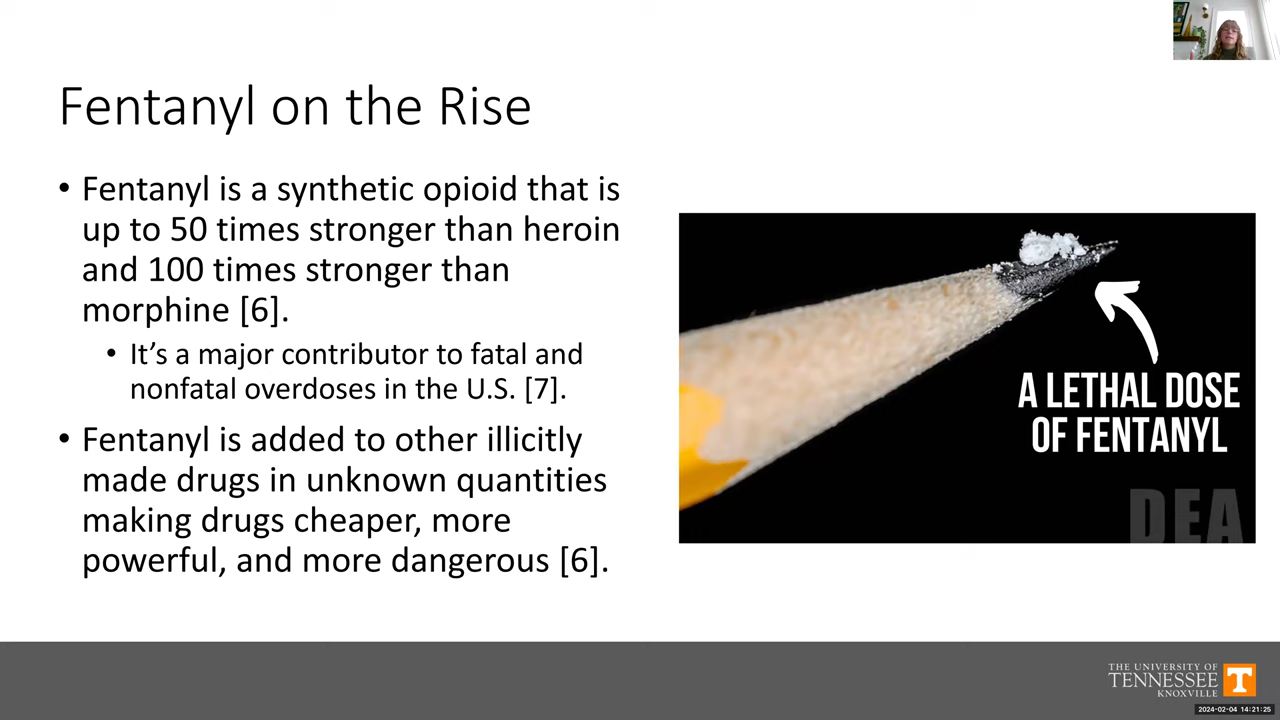 Fentanyl on the Rise
• Fentanyl is a synthetic opioid that is
up to 50 times stronger than heroin
and 100 times stronger than
morphine [6].
• It’s a major contributor to fatal and
nonfatal overdoses in the U.S. [7].
• Fentanyl is added to other illicitly
made drugs in unknown quantities
making drugs cheaper, more
powerful, and more dangerous [6].
A LETHAL DOSE
OF FENTANYL
DEA
THE UNIVERSITY OF
TENNESSEE
KNOXVILLE
T
2024-02-04 14:21:25